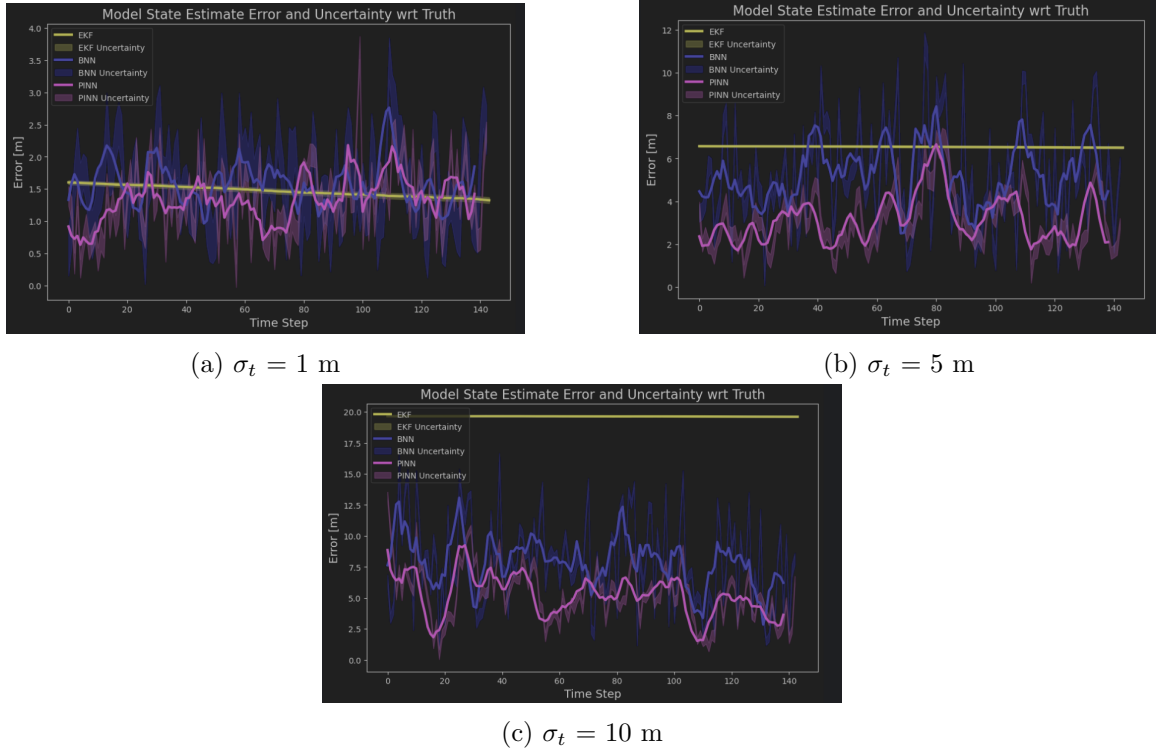 Model State Estimate Error and Uncertainty wrt Truth
4.0
3.5
3.0
2.5
2.0
1.5
1.0
0.5
0.0
Error [m]
EKF
EKF Uncertainty
BNN
BNN Uncertainty
PINN
PINN Uncertainty
0 20 40 60 80 100 120 140
Time Step
(a) σt = 1 m
Model State Estimate Error and Uncertainty wrt Truth
12
10
8
6
4
2
0
Error [m]
EKF
EKF Uncertainty
BNN
BNN Uncertainty
PINN
PINN Uncertainty
0 20 40 60 80 100 120 140
Time Step
(b) σt = 5 m
Model State Estimate Error and Uncertainty wrt Truth
20.0
17.5
15.0
12.5
10.0
7.5
5.0
2.5
0.0
Error [m]
EKF
EKF Uncertainty
BNN
BNN Uncertainty
PINN
PINN Uncertainty
0 20 40 60 80 100 120 140
Time Step
(c) σt = 10 m